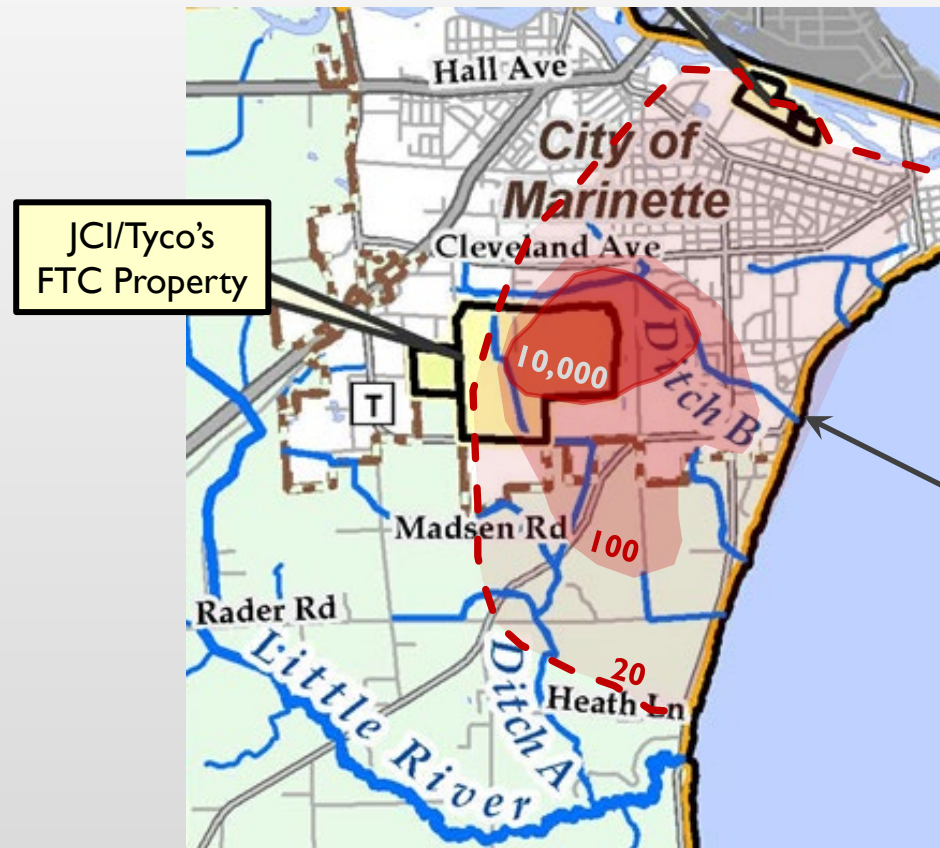 Hall Ave
City of
Marinette
JCI/Tyco's
FTC Property
Cleveland Ave
10,000
Ditch B
T
Madsen Rd
100
Rader Rd
Little River
Ditch A
20
Heath Ln